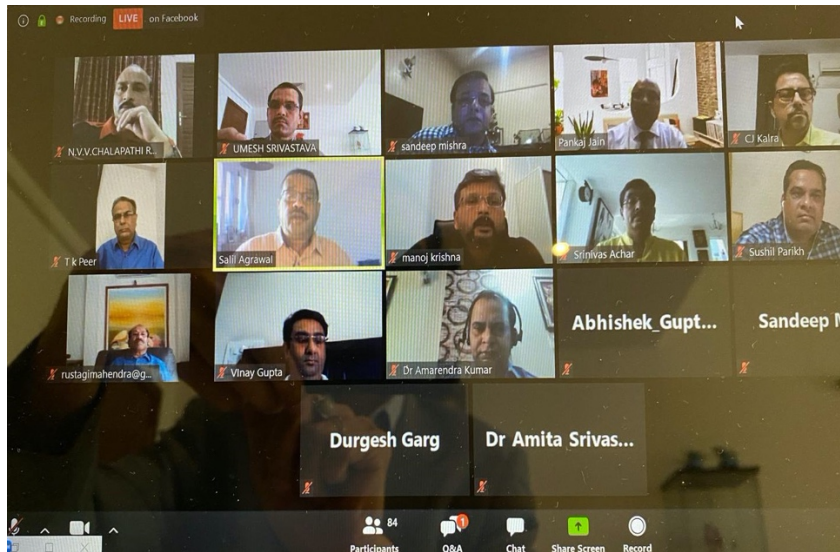 Recording LIVE on Facebook
N.V.V.CHALAPATHI R...
UMESH SRIVASTAVA
sandeep mishra
Pankaj Jain
CJ Kalra
T k Peer
Salil Agrawal
manoj krishna
Srinivas Achar
Sushil Parikh
rustagimahendra@g...
VInay Gupta
Dr Amarendra Kumar
Abhishek_Gupt...
Sandeep
Durgesh Garg
Dr Amita Srivas...
84
1
Participants
Q&A
Chat
Share Screen
Record